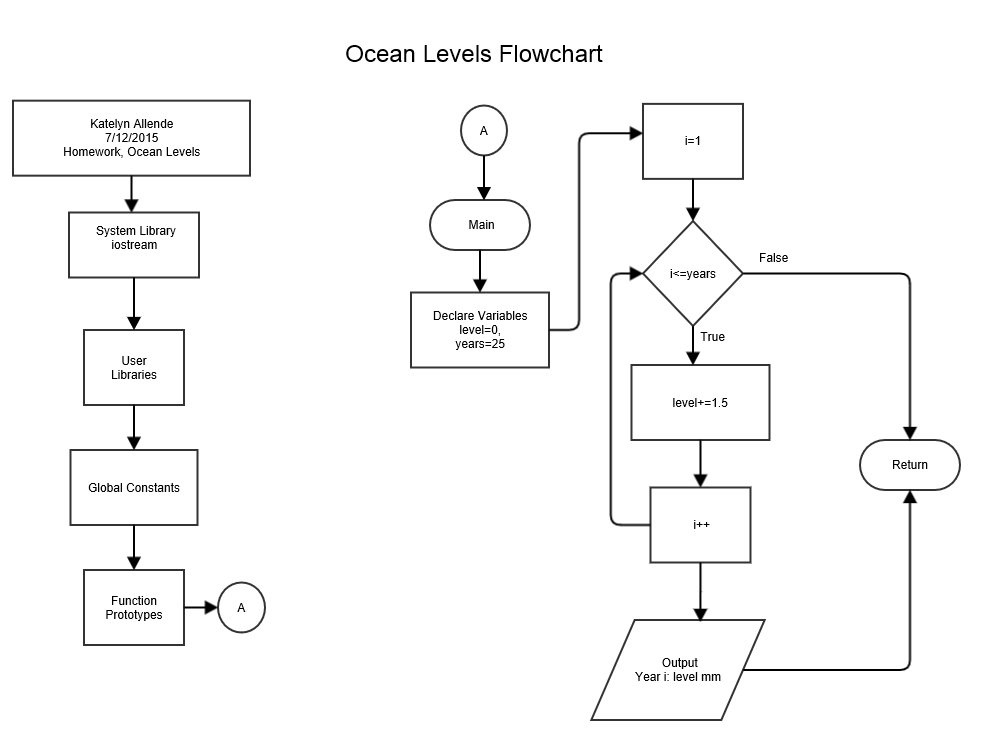 Ocean Levels Flowchart
Katelyn Allende
7/12/2015
Homework, Ocean Levels
System Library
iostream
User
Libraries
Global Constants
Function
Prototypes
A
A
Main
Declare Variables
level=0,
years=25
i=1
i<=years
False
True
level+=1.5
i++
Output
Year i: level mm
Return